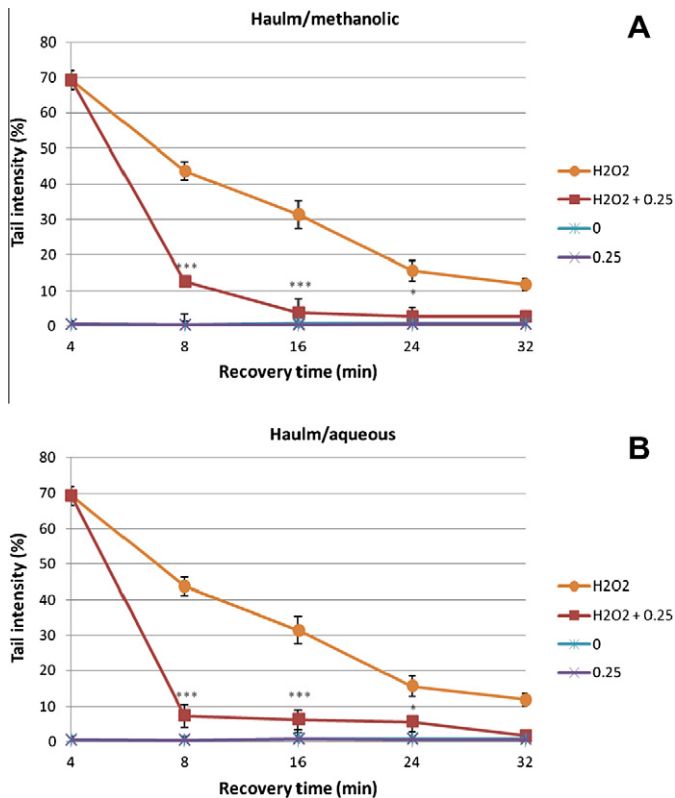 Haulm/methanolic
A
80
70
60
50
40
30
20
10
0
Tail intensity (%)
***
***
*
4 8 16 24 32
Recovery time (min)
H2O2
H2O2 + 0.25
0
0.25
Haulm/aqueous
B
80
70
60
50
40
30
20
10
0
Tail intensity (%)
***
***
*
4 8 16 24 32
Recovery time (min)
H2O2
H2O2 + 0.25
0
0.25